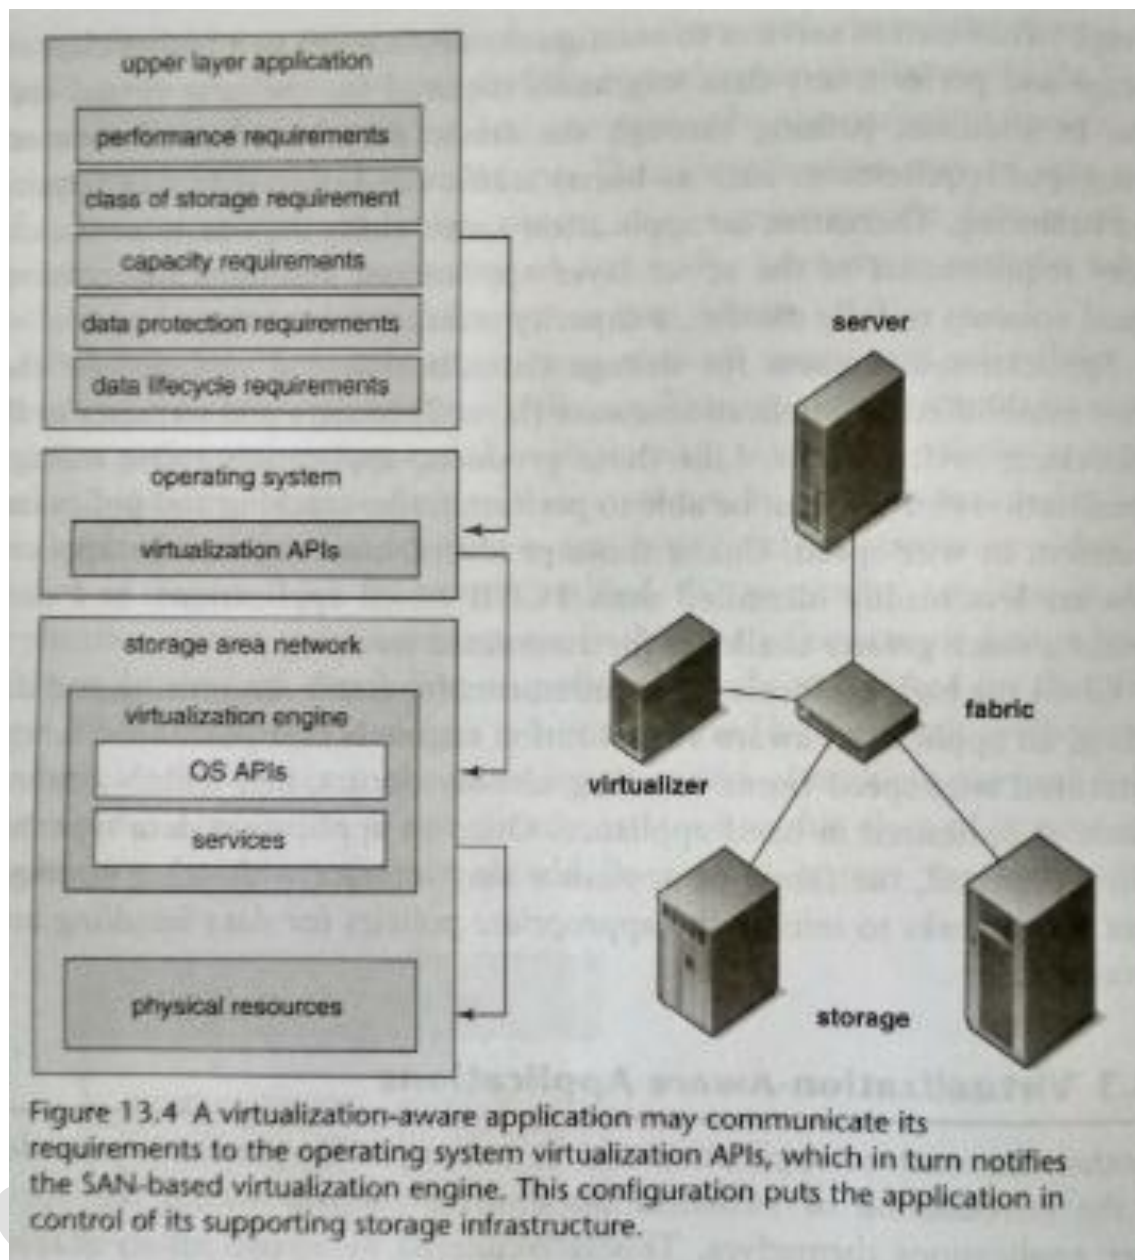 upper layer application
performance requirements
class of storage requirement
capacity requirements
data protection requirements
data lifecycle requirements
operating system
virtualization APIs
storage area network
virtualization engine
OS APIs
services
physical resources
server
fabric
virtualizer
storage
Figure 13.4 A virtualization-aware application may communicate its
requirements to the operating system virtualization APIs, which in turn notifies
the SAN-based virtualization engine. This configuration puts the application in
control of its supporting storage infrastructure.